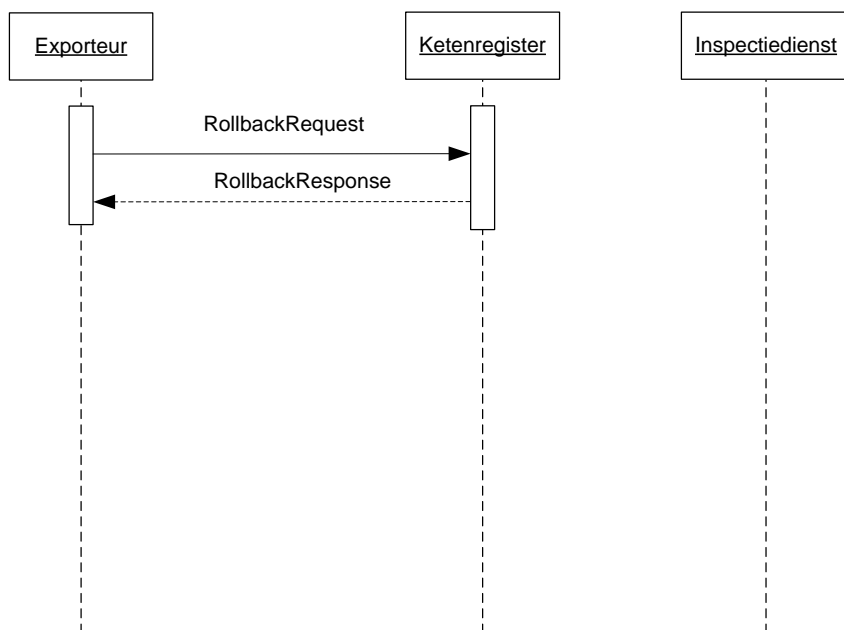 Exporteur
Ketenregister
Inspectiedienst
RollbackRequest
RollbackResponse